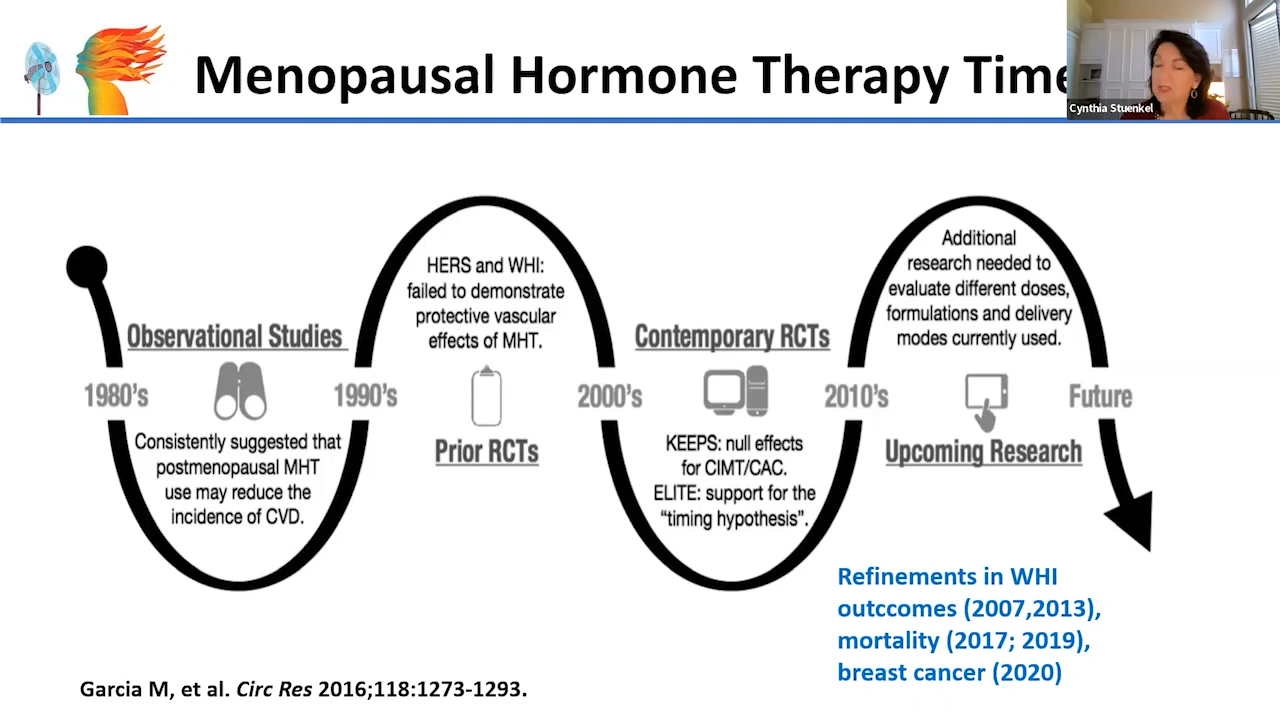 Menopausal Hormone Therapy Time
Cynthia Stuenkel
Observational Studies
1980's
Consistently suggested that
postmenopausal MHT
use may reduce the
incidence of CVD.
1990's
HERS and WHI:
failed to demonstrate
protective vascular
effects of MHT.
Prior RCTs
2000's
Contemporary RCTs
KEEPS: null effects
for CIMT/CAC.
ELITE: support for the
“timing hypothesis”.
2010's
Additional
research needed to
evaluate different doses,
formulations and delivery
modes currently used.
Upcoming Research
Future
Refinements in WHI
outccomes (2007,2013),
mortality (2017; 2019),
breast cancer (2020)
Garcia M, et al. Circ Res 2016;118:1273-1293.